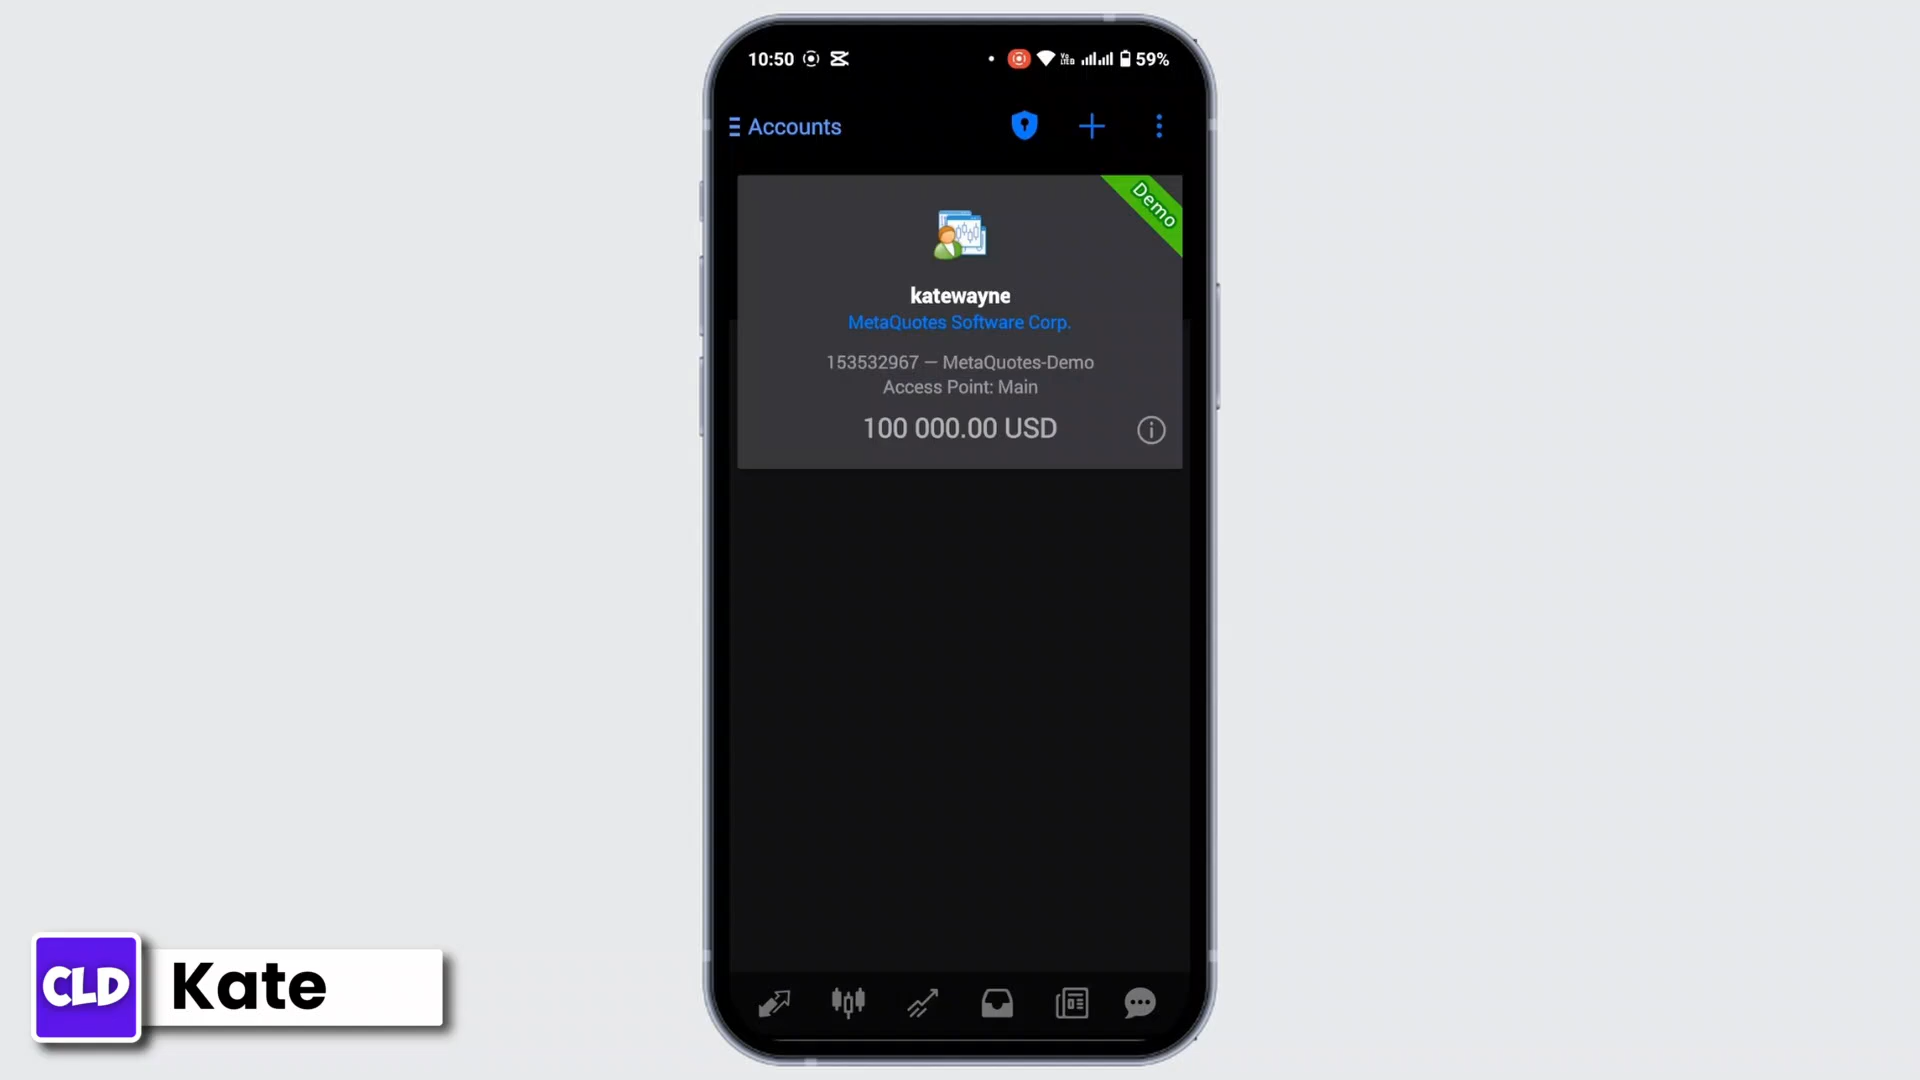 10:50
59%
Accounts
Demo
katewayne
MetaQuotes Software Corp.
153532967 — MetaQuotes-Demo
Access Point: Main
100 000.00 USD
CLD
Kate